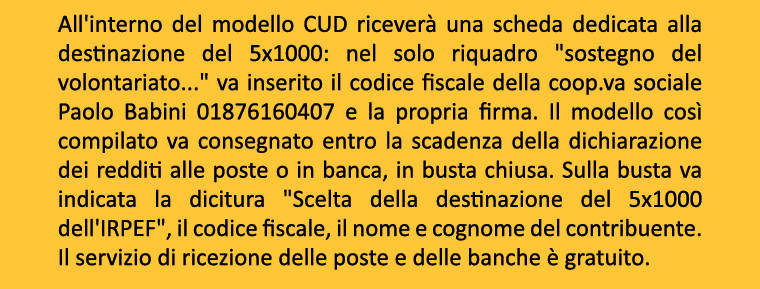 All'interno del modello CUD riceverà una scheda dedicata alla
destinazione del 5x1000: nel solo riquadro "sostegno del
volontariato..." va inserito il codice fiscale della coop.va sociale
Paolo Babini 01876160407 e la propria firma. Il modello così
compilato va consegnato entro la scadenza della dichiarazione
dei redditi alle poste o in banca, in busta chiusa. Sulla busta va
indicata la dicitura "Scelta della destinazione del 5x1000
dell'IRPEF", il codice fiscale, il nome e cognome del contribuente.
Il servizio di ricezione delle poste e delle banche è gratuito.